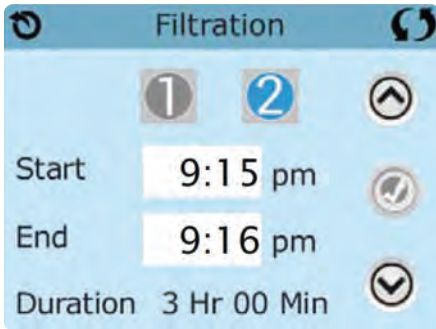 Filtration
1 2
Start 9:15 pm
End 9:16 pm
Duration 3 Hr 00 Min